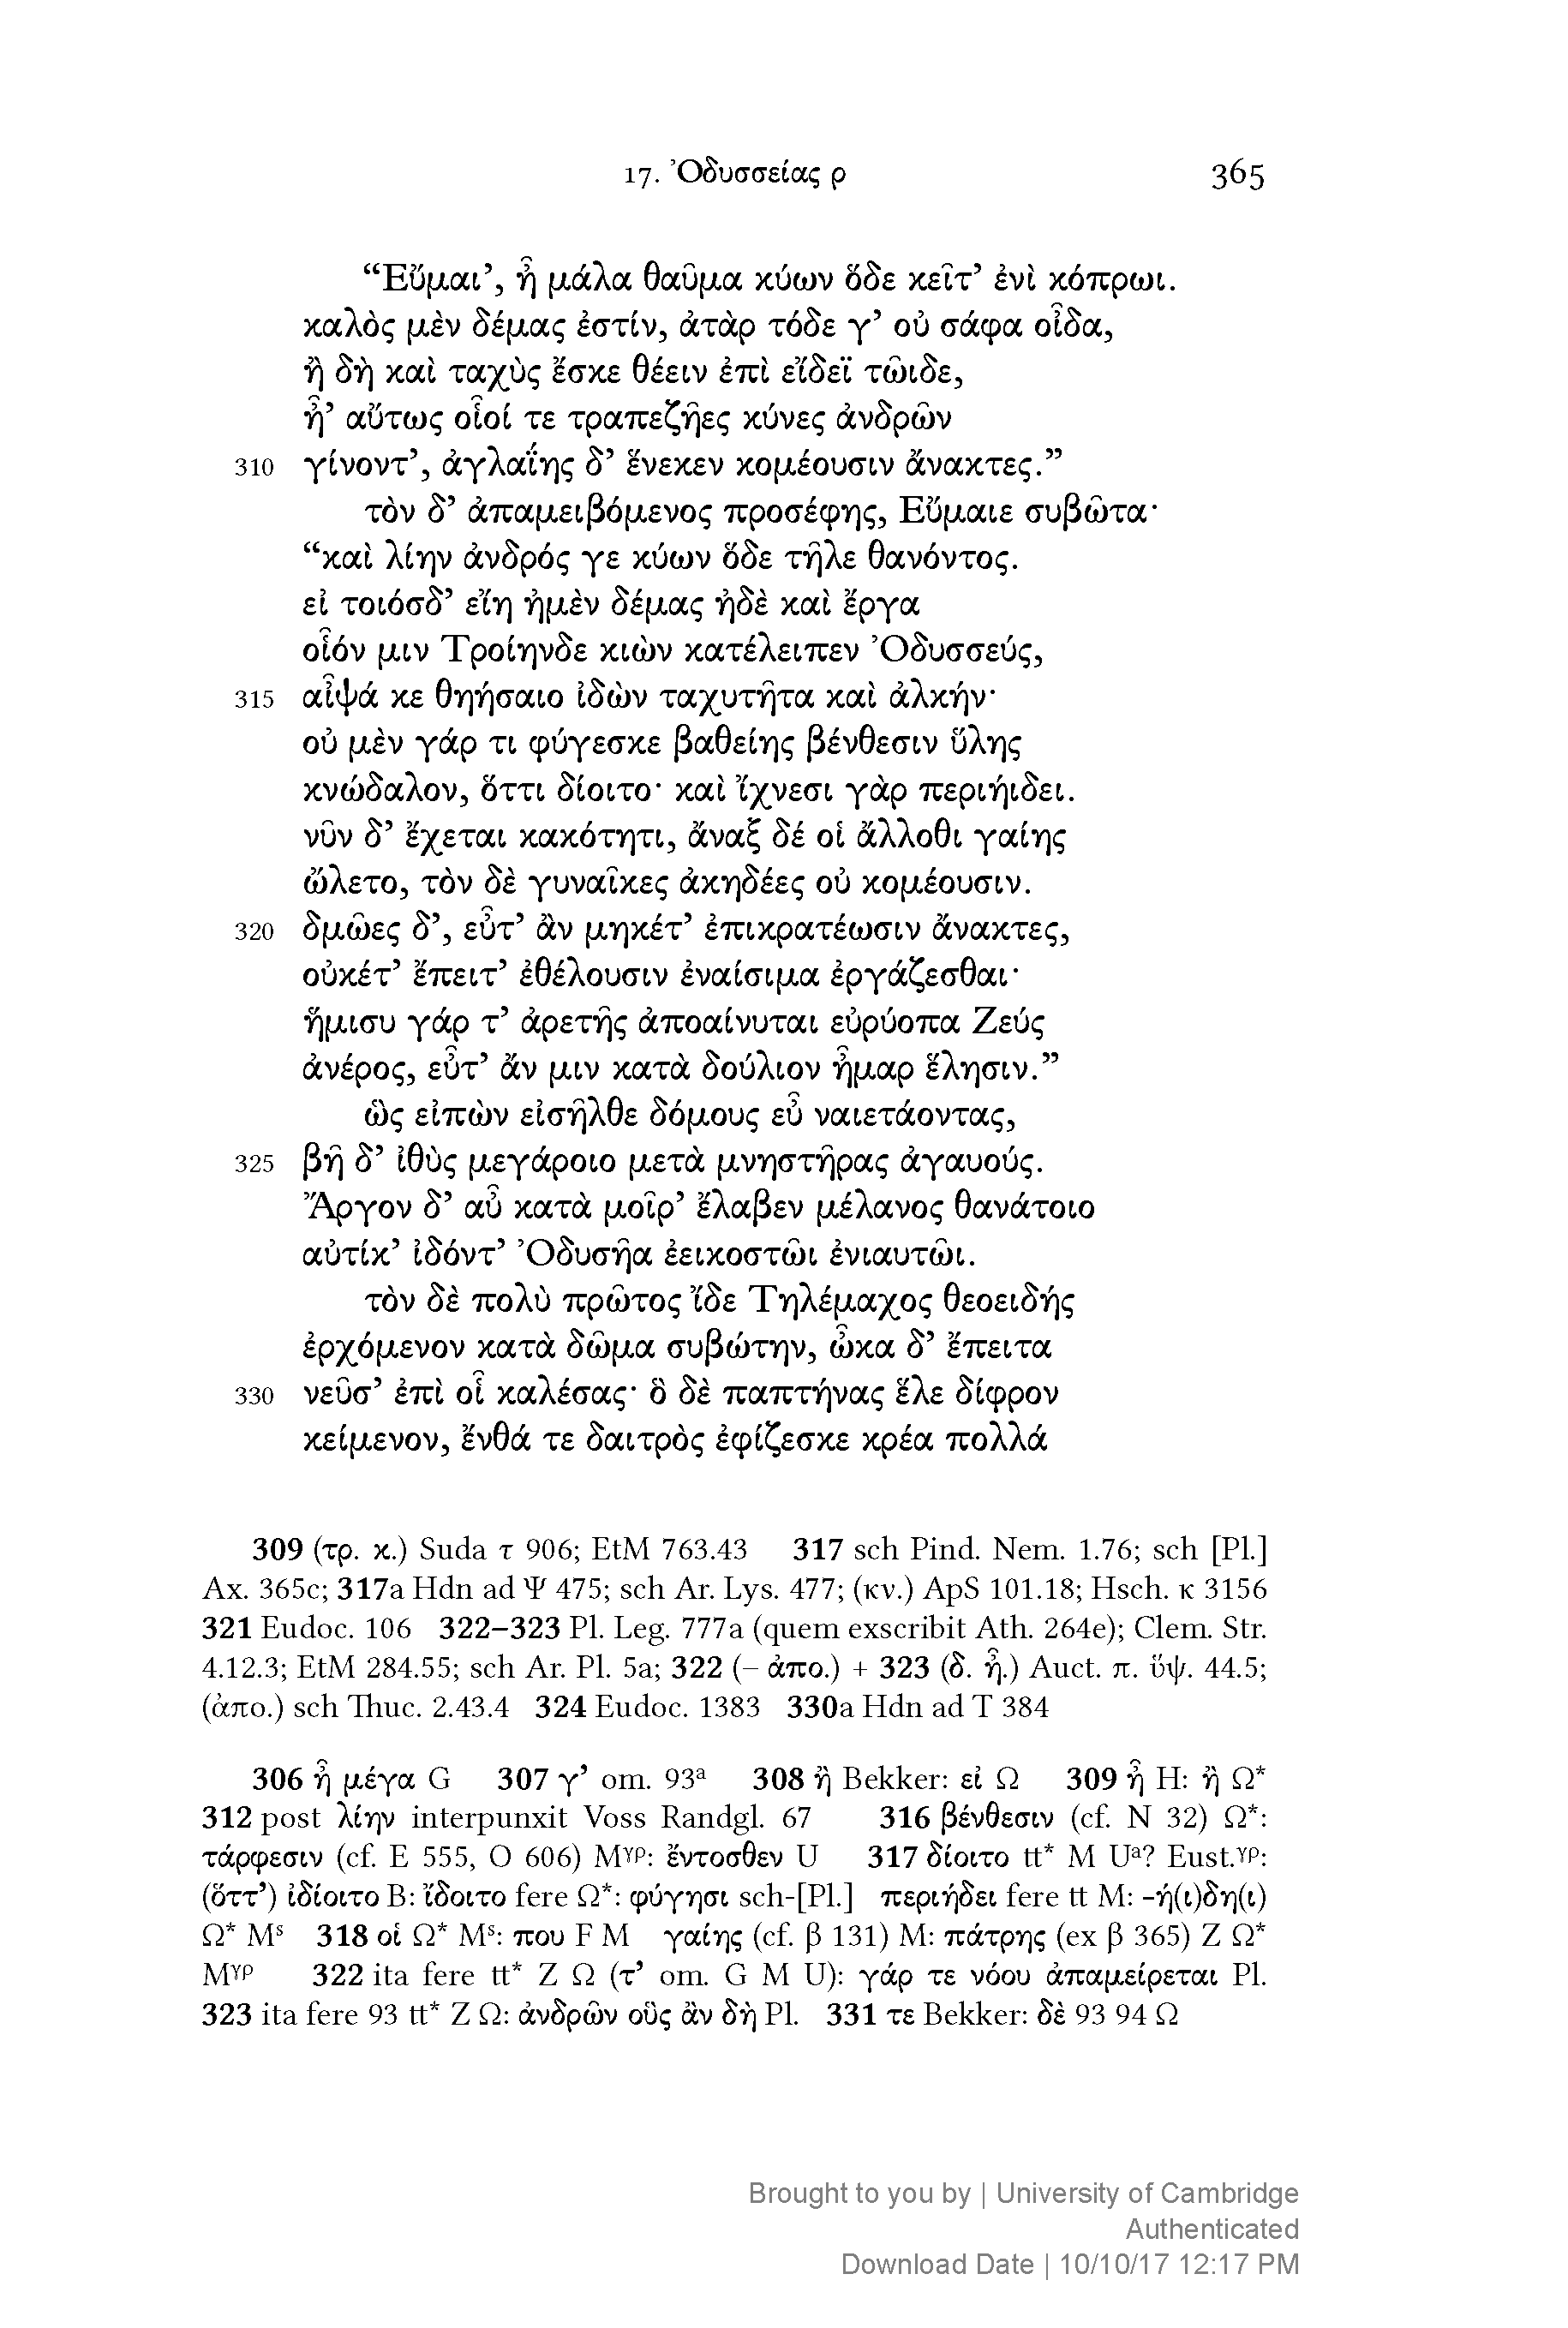 17. Ὀδυσσείας ρ 365
“Εὔμαι’, ἦ μάλα θαῦμα κύων ὅδε κεῖτ’ ἐνὶ κόπρωι.
καλὸς μὲν δέμας ἐστίν, ἀτὰρ τόδε γ’ οὐ σάφα οἶδα,
ἢ δὴ καὶ ταχὺς ἔσκε θέειν ἐπὶ εἴδεϊ τῶιδε,
ἦ’ αὔτως οἷοί τε τραπεζῆες κύνες ἀνδρῶν
310 γίνοντ’, ἀγλαΐης δ’ ἕνεκεν κομέουσιν ἄνακτες.”
τὸν δ’ ἀπαμειβόμενος προσέφης, Εὔμαιε συβῶτα·
“καὶ λίην ἀνδρός γε κύων ὅδε τῆλε θανόντος.
εἰ τοιόσδ’ εἴη ἠμὲν δέμας ἠδὲ καὶ ἔργα
οἷόν μιν Τροίηνδε κιὼν κατέλειπεν Ὀδυσσεύς,
315 αἶψά κε θηήσαιο ἰδὼν ταχυτῆτα καὶ ἀλκήν·
οὐ μὲν γάρ τι φύγεσκε βαθείης βένθεσιν ὕλης
κνώδαλον, ὅττι δίοιτο· καὶ ἴχνεσι γὰρ περιήιδει.
νῦν δ’ ἔχεται κακότητι, ἄναξ δέ οἱ ἄλλοθι γαίης
ὤλετο, τὸν δὲ γυναῖκες ἀκηδέες οὐ κομέουσιν.
320 δμῶες δ’, εὖτ’ ἂν μηκέτ’ ἐπικρατέωσιν ἄνακτες,
οὐκέτ’ ἔπειτ’ ἐθέλουσιν ἐναίσιμα ἐργάζεσθαι·
ἥμισυ γάρ τ’ ἀρετῆς ἀποαίνυται εὐρύοπα Ζεύς
ἀνέρος, εὖτ’ ἄν μιν κατὰ δούλιον ἦμαρ ἕλησιν.”
ὣς εἰπὼν εἰσῆλθε δόμους εὖ ναιετάοντας,
325 βῆ δ’ ἰθὺς μεγάροιο μετὰ μνηστῆρας ἀγαυούς.
Ἄργον δ’ αὖ κατὰ μοῖρ’ ἔλαβεν μέλανος θανάτοιο
αὐτίκ’ ἰδόντ’ Ὀδυσῆα ἐεικοστῶι ἐνιαυτῶι.
τὸν δὲ πολὺ πρῶτος ἴδε Τηλέμαχος θεοειδής
ἐρχόμενον κατὰ δῶμα συβώτην, ὦκα δ’ ἔπειτα
330 νεῦσ’ ἐπὶ οἷ καλέσας· ὃ δὲ παπτήνας ἕλε δίφρον
κείμενον, ἔνθά τε δαιτρὸς ἐφίζεσκε κρέα πολλά
309 (τρ. κ.) Suda τ 906; EtM 763.43 317 sch Pind. Nem. 1.76; sch [Pl.]
Ax. 365c; 317a Hdn ad Ψ 475; sch Ar. Lys. 477; (κν.) ApS 101.18; Hsch. κ 3156
321 Eudoc. 106 322–323 Pl. Leg. 777a (quem exscribit Ath. 264e); Clem. Str.
4.12.3; EtM 284.55; sch Ar. Pl. 5a; 322 (– ἀπο.) + 323 (δ. ἦ.) Auct. π. ὕψ. 44.5;
(ἀπο.) sch Thuc. 2.43.4 324 Eudoc. 1383 330a Hdn ad T 384
306 ἦ μέγα G 307 γ’ om. 93ᵃ 308 ἢ Bekker: εἰ Ω 309 ἦ H: ἢ Ω*
312 post λίην interpunxit Voss Randgl. 67 316 βένθεσιν (cf. N 32) Ω*:
τάρφεσιν (cf. E 555, O 606) Mᵞᵖ: ἔντοσθεν U 317 δίοιτο tt* M Uᵃ? Eust.ᵞᵖ:
(ὅττ’) ἰδίοιτο B: ἴδοιτο fere Ω*: φύγησι sch-[Pl.] περιήδει fere tt M: -ή(ι)δη(ι)
Ω* Mˢ 318 οἱ Ω* Mˢ: που F M γαίης (cf. β 131) M: πάτρης (ex β 365) Z Ω*
Mᵞᵖ 322 ita fere tt* Z Ω (τ’ om. G M U): γάρ τε νόου ἀπαμείρεται Pl.
323 ita fere 93 tt* Z Ω: ἀνδρῶν οὓς ἂν δὴ Pl. 331 τε Bekker: δὲ 93 94 Ω
Brought to you by | University of Cambridge
Authenticated
Download Date | 10/10/17 12:17 PM